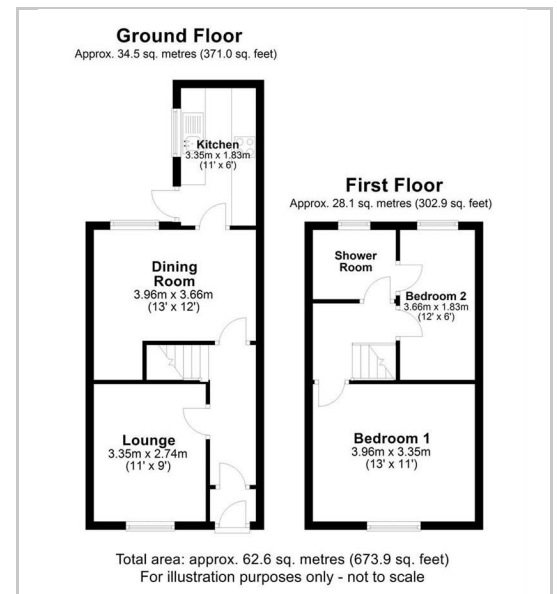 Ground Floor
Approx. 34.5 sq. metres (371.0 sq. feet)
Kitchen
3.35m x 1.83m
(11' x 6')
First Floor
Approx. 28.1 sq. metres (302.9 sq. feet)
Dining
Room
3.96m x 3.66m
(13' x 12')
Shower
Room
Bedroom 2
3.66m x 1.83m
(12' x 6')
Lounge
3.35m x 2.74m
(11' x 9')
Bedroom 1
3.96m x 3.35m
(13' x 11')
Total area: approx. 62.6 sq. metres (673.9 sq. feet)
For illustration purposes only - not to scale